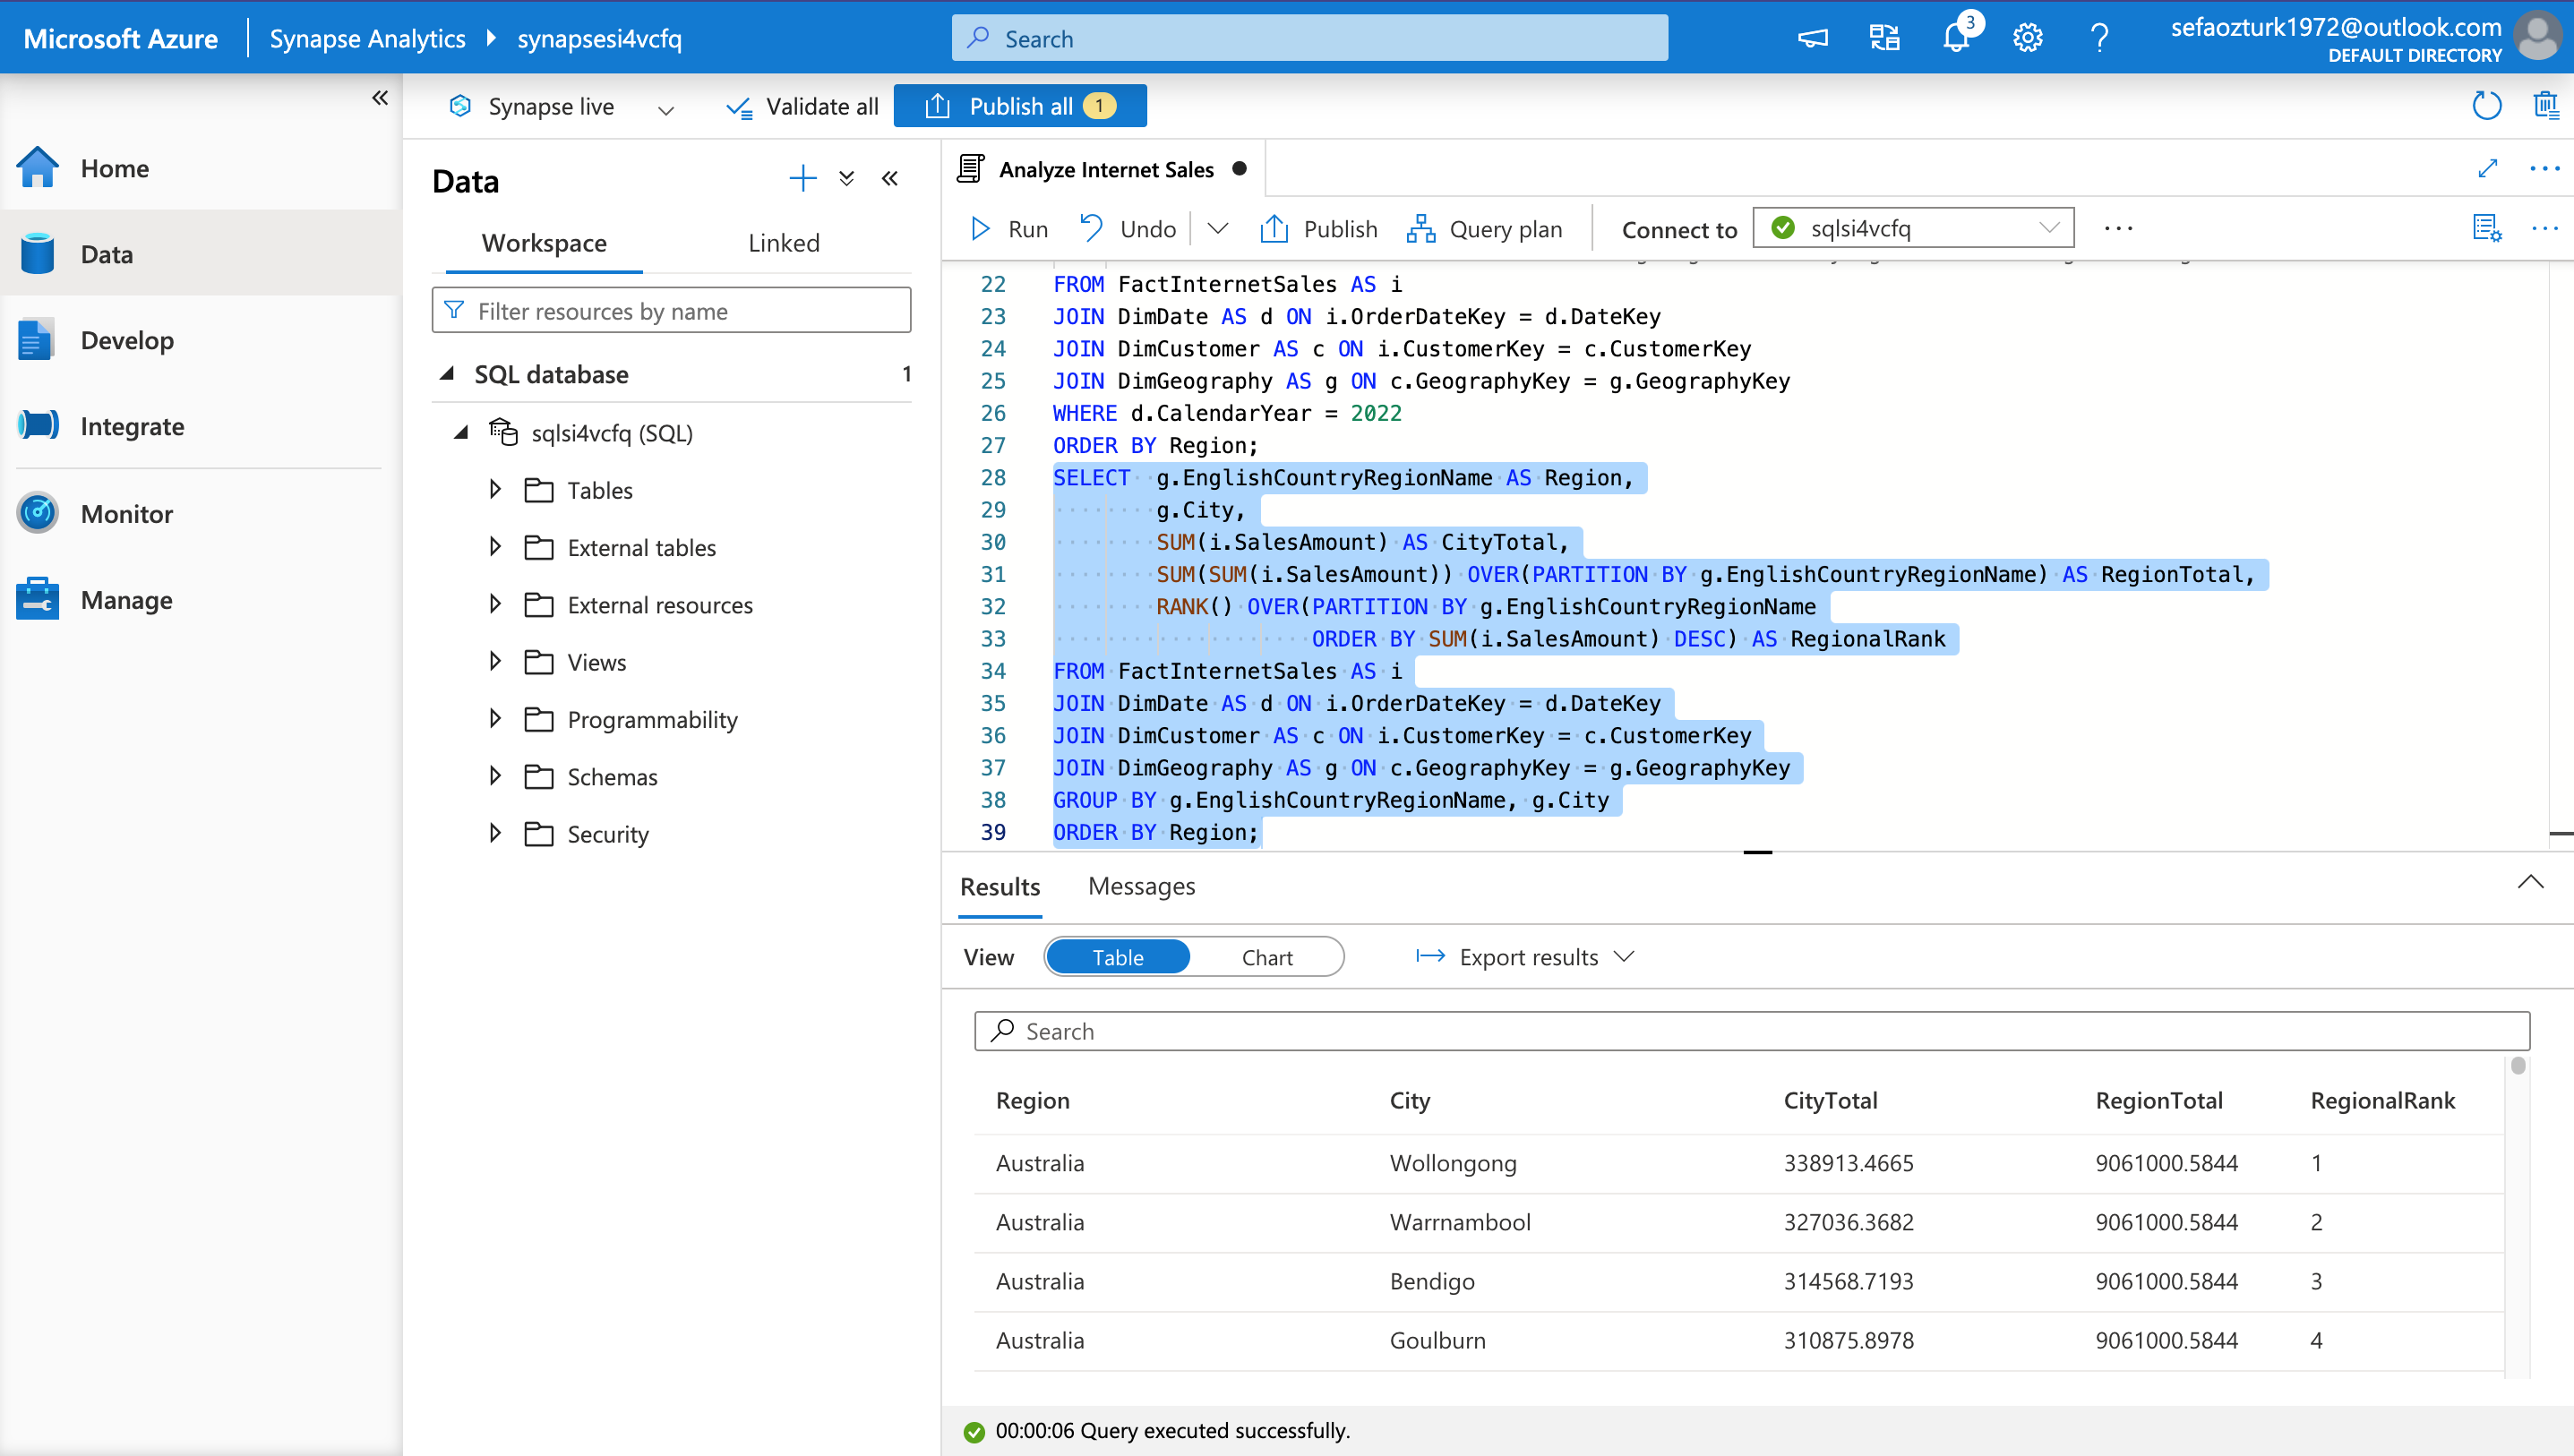 Microsoft Azure
Synapse Analytics
synapsesi4vcfq
Search
3
sefaozturk1972@outlook.com
DEFAULT DIRECTORY
Synapse live
Validate all
Publish all 1
Home
Data
Develop
Integrate
Monitor
Manage
Data
Workspace
Linked
Filter resources by name
SQL database 1
sqlsi4vcfq (SQL)
Tables
External tables
External resources
Views
Programmability
Schemas
Security
Analyze Internet Sales
Run
Undo
Publish
Query plan
Connect to
sqlsi4vcfq
22 FROM FactInternetSales AS i
23 JOIN DimDate AS d ON i.OrderDateKey = d.DateKey
24 JOIN DimCustomer AS c ON i.CustomerKey = c.CustomerKey
25 JOIN DimGeography AS g ON c.GeographyKey = g.GeographyKey
26 WHERE d.CalendarYear = 2022
27 ORDER BY Region;
28 SELECT  g.EnglishCountryRegionName AS Region,
29         g.City,
30         SUM(i.SalesAmount) AS CityTotal,
31         SUM(SUM(i.SalesAmount)) OVER(PARTITION BY g.EnglishCountryRegionName) AS RegionTotal,
32         RANK() OVER(PARTITION BY g.EnglishCountryRegionName
33                     ORDER BY SUM(i.SalesAmount) DESC) AS RegionalRank
34 FROM FactInternetSales AS i
35 JOIN DimDate AS d ON i.OrderDateKey = d.DateKey
36 JOIN DimCustomer AS c ON i.CustomerKey = c.CustomerKey
37 JOIN DimGeography AS g ON c.GeographyKey = g.GeographyKey
38 GROUP BY g.EnglishCountryRegionName, g.City
39 ORDER BY Region;
Results
Messages
View
Table
Chart
Export results
Search
Region City CityTotal RegionTotal RegionalRank
Australia Wollongong 338913.4665 9061000.5844 1
Australia Warrnambool 327036.3682 9061000.5844 2
Australia Bendigo 314568.7193 9061000.5844 3
Australia Goulburn 310875.8978 9061000.5844 4
00:00:06 Query executed successfully.